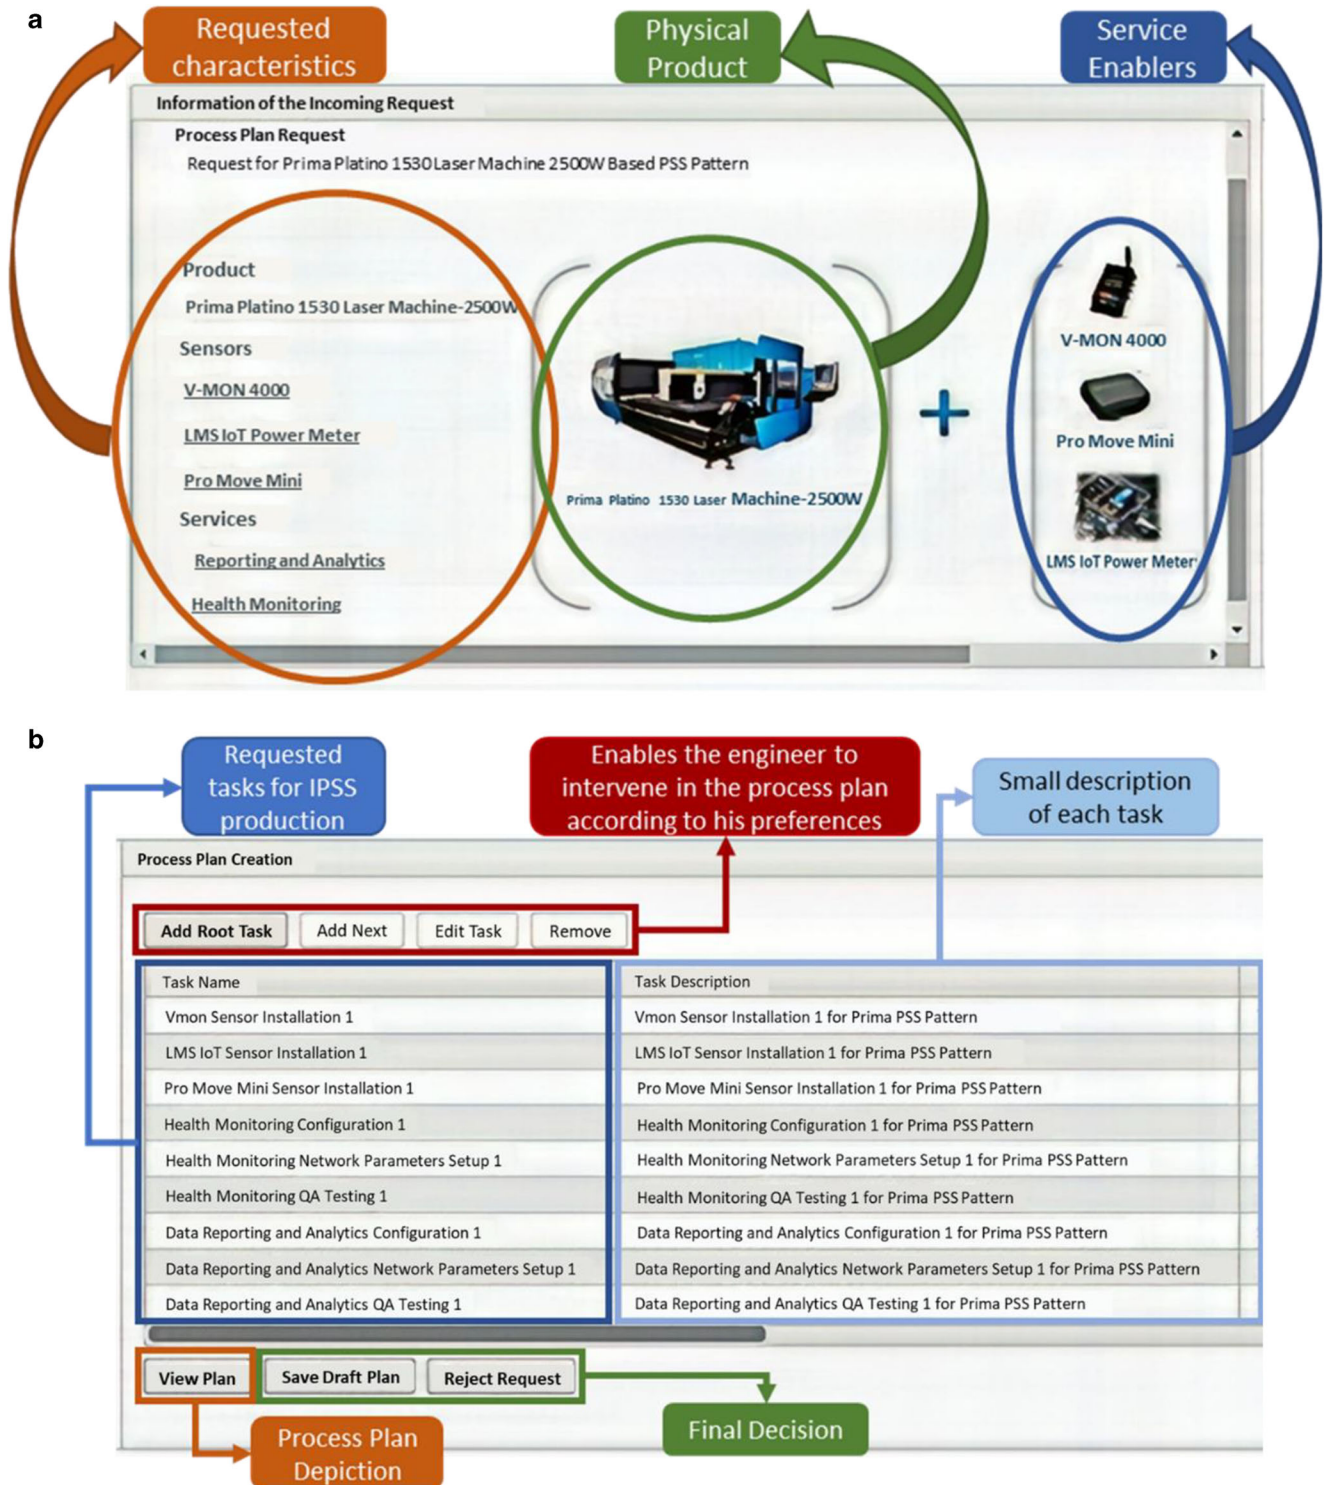 a
Requested
characteristics
Physical
Product
Service
Enablers
Information of the Incoming Request
Process Plan Request
Request for Prima Platino 1530 Laser Machine 2500W Based PSS Pattern
Product
Prima Platino 1530 Laser Machine-2500W
Sensors
V-MON 4000
LMS IoT Power Meter
Pro Move Mini
Services
Reporting and Analytics
Health Monitoring
Prima Platino 1530 Laser Machine-2500W
+
V-MON 4000
Pro Move Mini
LMS IoT Power Meter
b
Requested
tasks for IPSS
production
Enables the engineer to
intervene in the process plan
according to his preferences
Small description
of each task
Process Plan Creation
Add Root Task Add Next Edit Task Remove
Task Name Task Description
Vmon Sensor Installation 1 Vmon Sensor Installation 1 for Prima PSS Pattern
LMS IoT Sensor Installation 1 LMS IoT Sensor Installation 1 for Prima PSS Pattern
Pro Move Mini Sensor Installation 1 Pro Move Mini Sensor Installation 1 for Prima PSS Pattern
Health Monitoring Configuration 1 Health Monitoring Configuration 1 for Prima PSS Pattern
Health Monitoring Network Parameters Setup 1 Health Monitoring Network Parameters Setup 1 for Prima PSS Pattern
Health Monitoring QA Testing 1 Health Monitoring QA Testing 1 for Prima PSS Pattern
Data Reporting and Analytics Configuration 1 Data Reporting and Analytics Configuration 1 for Prima PSS Pattern
Data Reporting and Analytics Network Parameters Setup 1 Data Reporting and Analytics Network Parameters Setup 1 for Prima PSS Pattern
Data Reporting and Analytics QA Testing 1 Data Reporting and Analytics QA Testing 1 for Prima PSS Pattern
View Plan Save Draft Plan Reject Request
Process Plan
Depiction
Final Decision